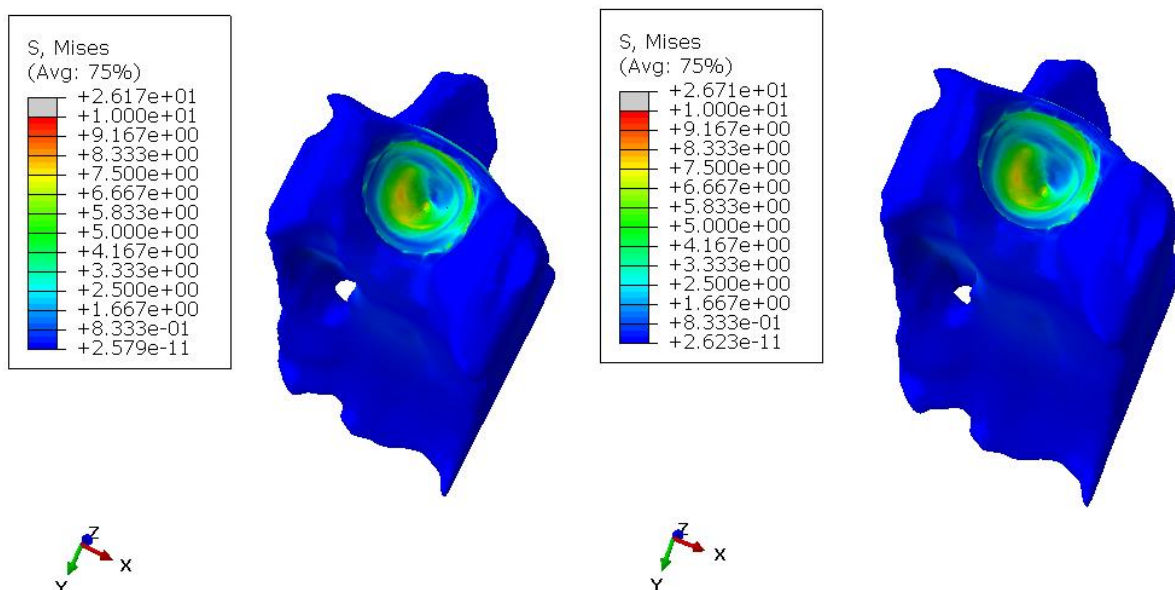 S, Mises
(Avg: 75%)
+2.617e+01
+1.000e+01
+9.167e+00
+8.333e+00
+7.500e+00
+6.667e+00
+5.833e+00
+5.000e+00
+4.167e+00
+3.333e+00
+2.500e+00
+1.667e+00
+8.333e-01
+2.579e-11
Z
X
Y
S, Mises
(Avg: 75%)
+2.671e+01
+1.000e+01
+9.167e+00
+8.333e+00
+7.500e+00
+6.667e+00
+5.833e+00
+5.000e+00
+4.167e+00
+3.333e+00
+2.500e+00
+1.667e+00
+8.333e-01
+2.623e-11
Z
X
Y